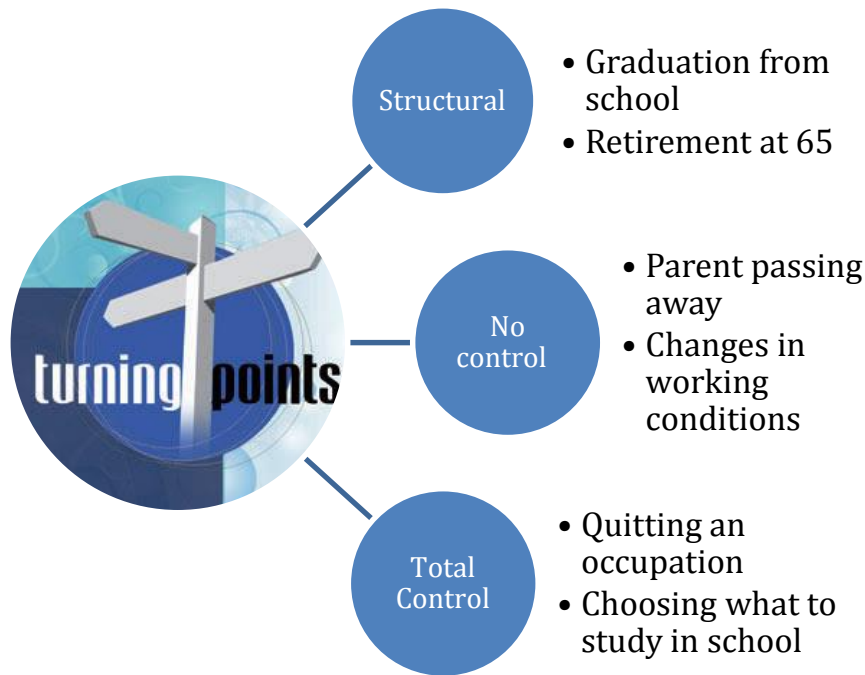 turning points
Structural
• Graduation from
school
• Retirement at 65
No
control
• Parent passing
away
• Changes in
working
conditions
Total
Control
• Quitting an
occupation
• Choosing what to
study in school